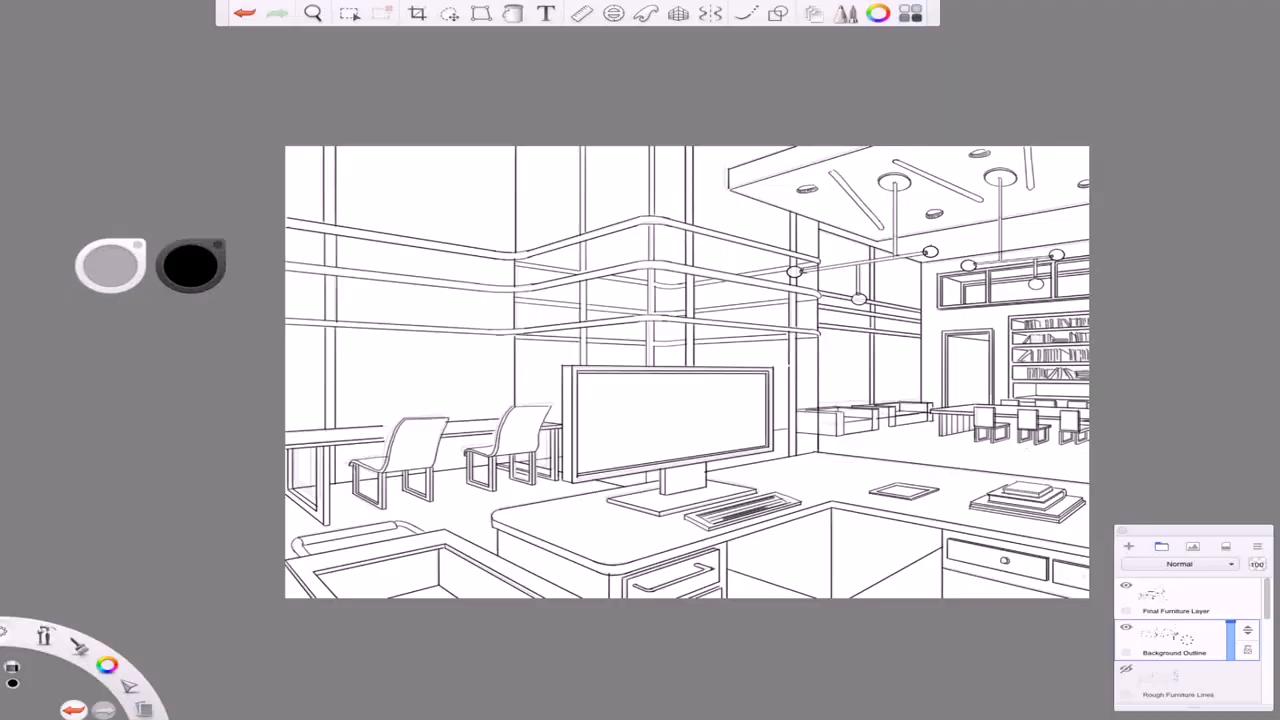 T
Normal
100
Final Furniture Layer
Background Outline
Rough Furniture Lines